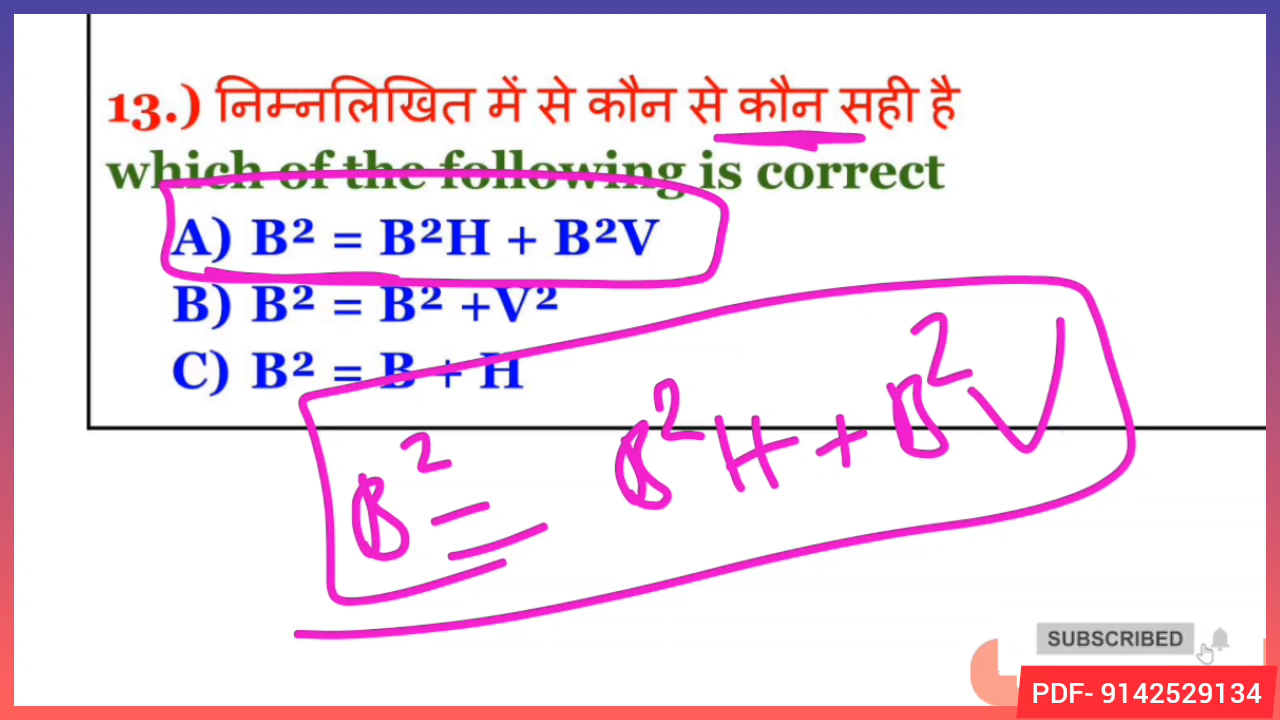 13.) निम्नलिखित में से कौन से कौन सही है
which of the following is correct
A) B² = B²H + B²V
B) B² = B² +V²
C) B² = B + H
B² = B²H + B²V
SUBSCRIBED
PDF- 9142529134